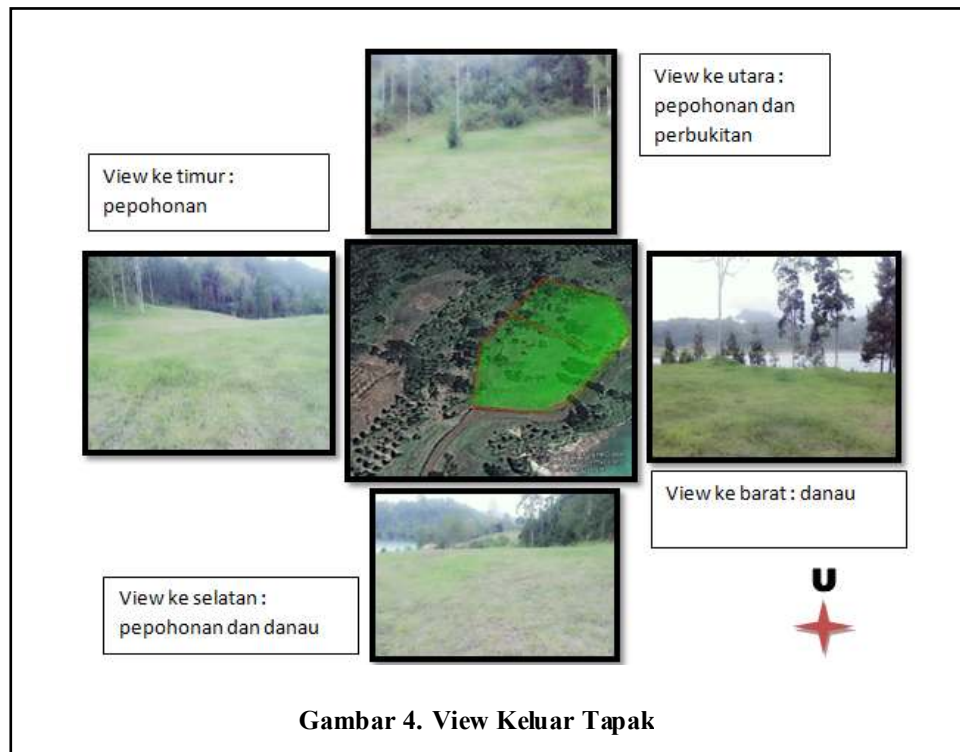 View ke utara :
pepohonan dan
perbukitan
View ke timur :
pepohonan
View ke barat : danau
View ke selatan :
pepohonan dan danau
U
Gambar 4. View Keluar Tapak